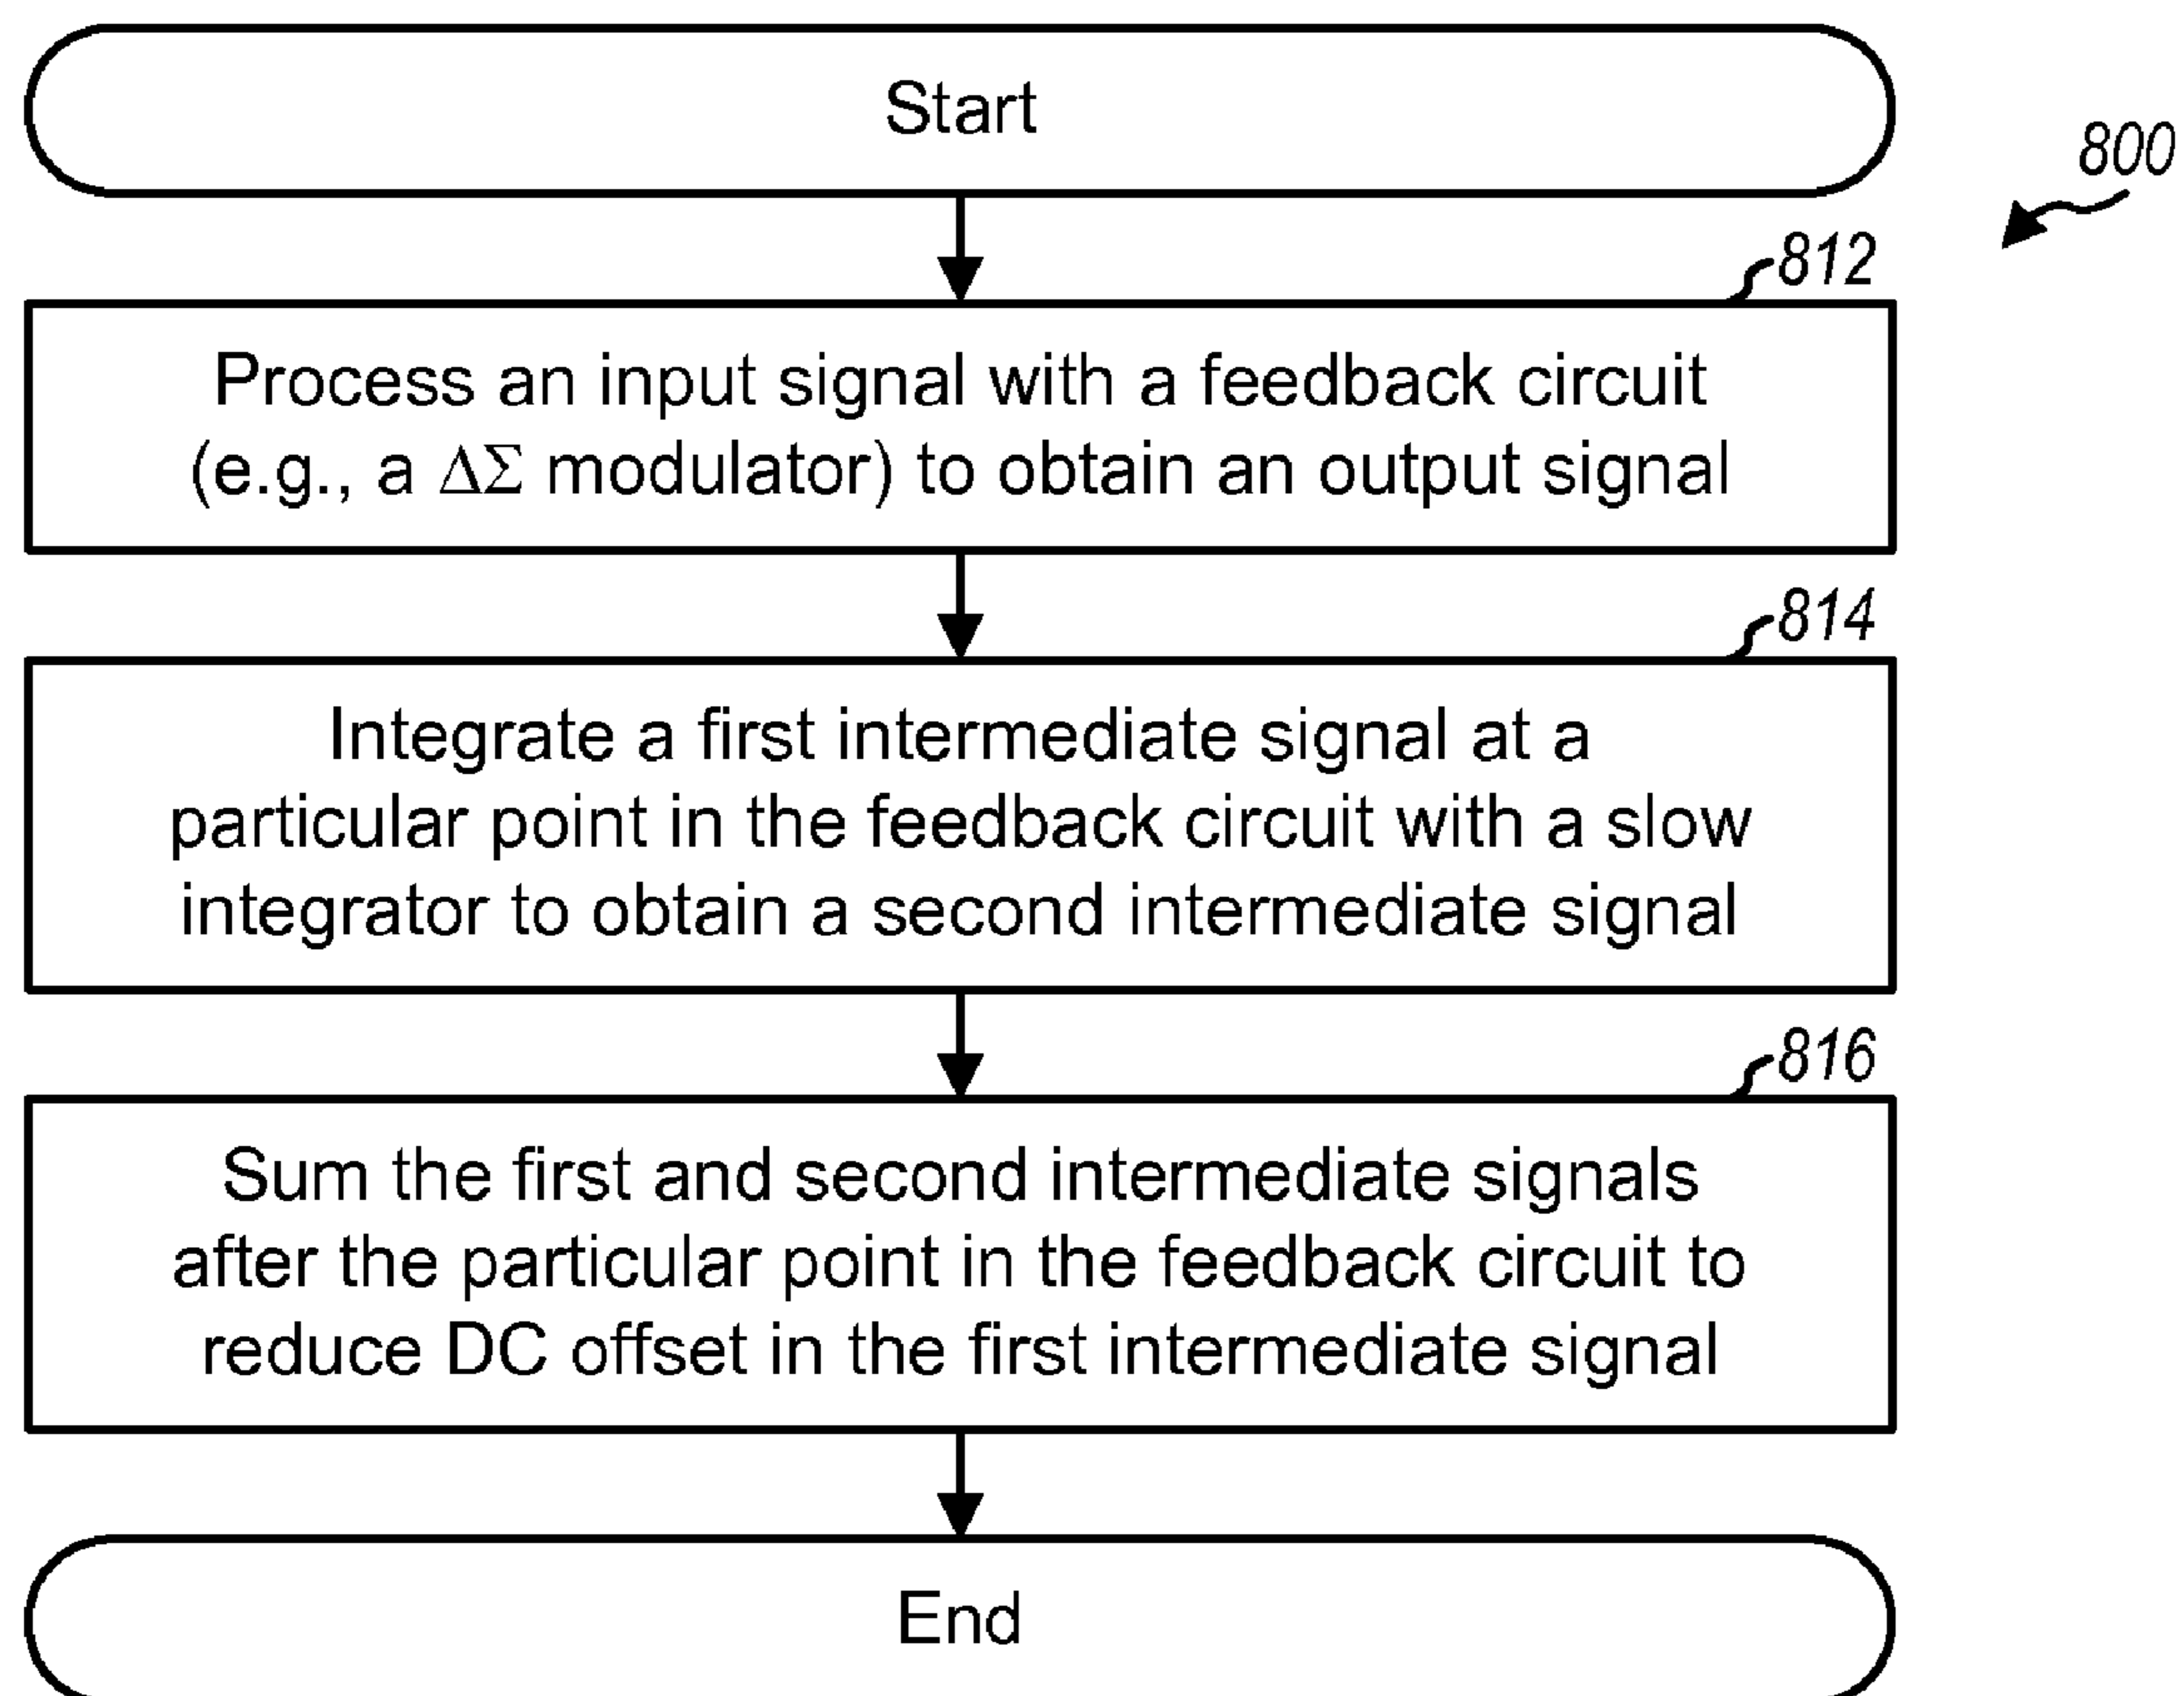 Start
800
812
Process an input signal with a feedback circuit
(e.g., a ΔΣ modulator) to obtain an output signal
814
Integrate a first intermediate signal at a
particular point in the feedback circuit with a slow
integrator to obtain a second intermediate signal
816
Sum the first and second intermediate signals
after the particular point in the feedback circuit to
reduce DC offset in the first intermediate signal
End